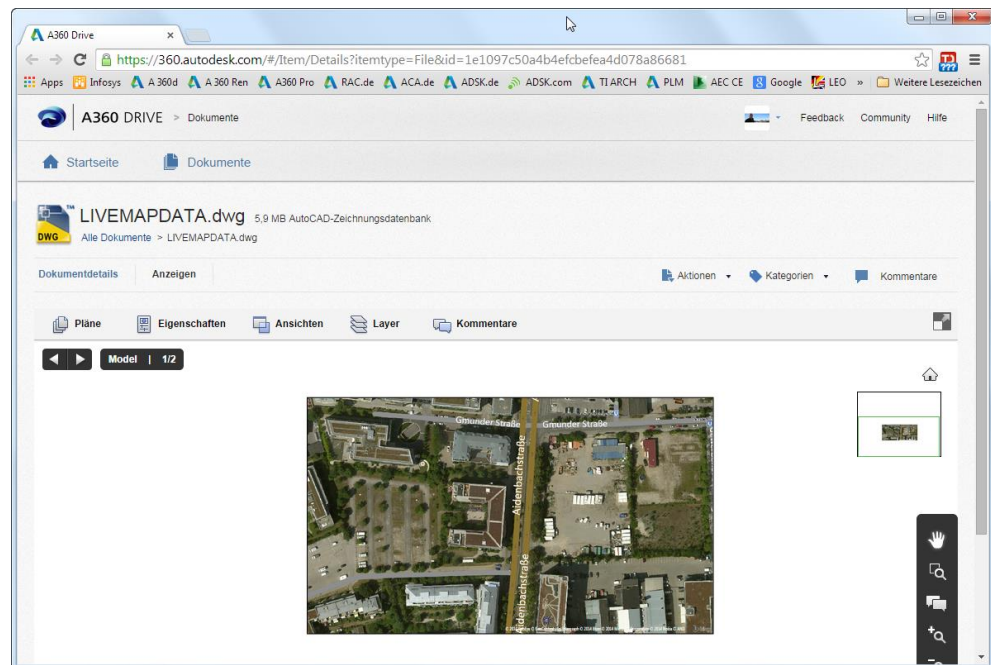 A360 Drive
https://360.autodesk.com/#/Item/Details?itemtype=File&id=1e1097c50a4b4efcbefea4d078a86681
Apps Infosys A 360d A 360 Ren A360 Pro RAC.de ACA.de ADSK.de ADSK.com TI ARCH PLM AEC CE Google LEO » Weitere Lesezeichen
A360 DRIVE > Dokumente Feedback Community Hilfe
Startseite Dokumente
LIVEMAPDATA.dwg 5,9 MB AutoCAD-Zeichnungsdatenbank
DWG
Alle Dokumente > LIVEMAPDATA.dwg
Dokumentdetails Anzeigen Aktionen Kategorien Kommentare
Pläne Eigenschaften Ansichten Layer Kommentare
Model | 1/2
Gmunder Straße Gmunder Straße
Aidenbachstraße
Aidenbachstraße